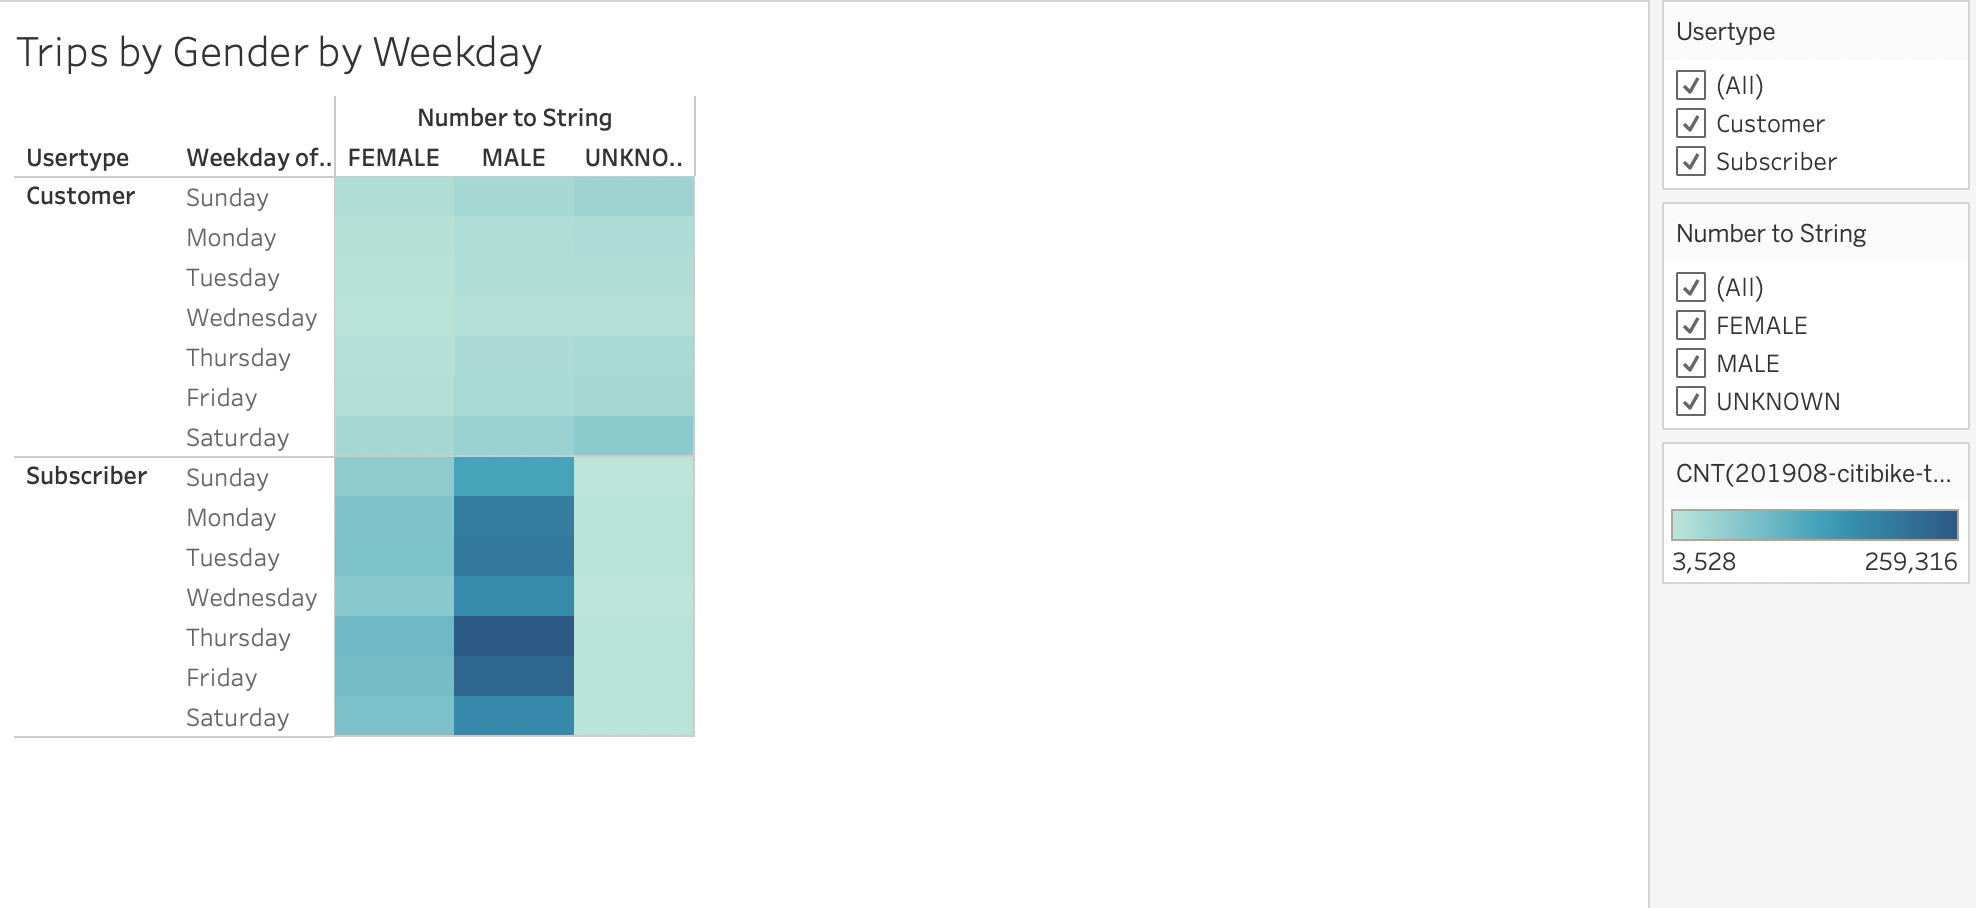 Trips by Gender by Weekday
Number to String
Usertype Weekday of.. FEMALE MALE UNKNO..
Customer Sunday
Monday
Tuesday
Wednesday
Thursday
Friday
Saturday
Subscriber Sunday
Monday
Tuesday
Wednesday
Thursday
Friday
Saturday
Usertype
(All)
Customer
Subscriber
Number to String
(All)
FEMALE
MALE
UNKNOWN
CNT(201908-citibike-t...
3,528 259,316